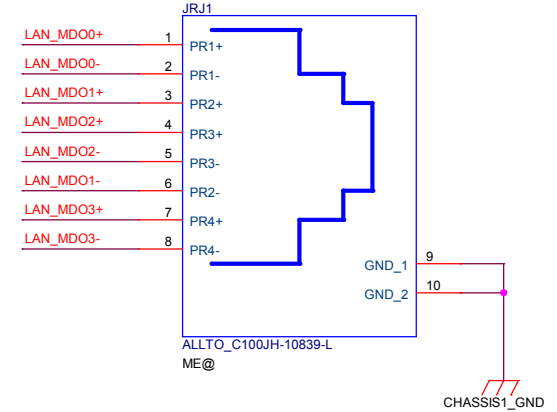 JRJ1
LAN_MDO0+ 1 PR1+
LAN_MDO0- 2 PR1-
LAN_MDO1+ 3 PR2+
LAN_MDO2+ 4 PR3+
LAN_MDO2- 5 PR3-
LAN_MDO1- 6 PR2-
LAN_MDO3+ 7 PR4+
LAN_MDO3- 8 PR4-
GND_1 9
GND_2 10
ALLTO_C100JH-10839-L
ME@
CHASSIS1_GND